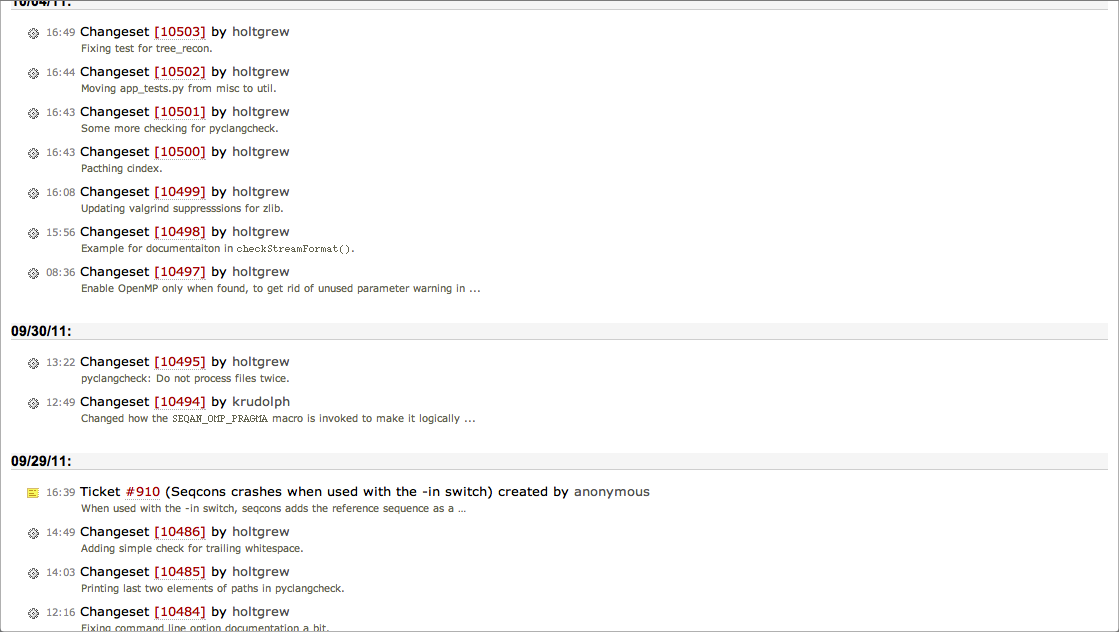 10/04/11:
16:49 Changeset [10503] by holtgrew
Fixing test for tree_recon.
16:44 Changeset [10502] by holtgrew
Moving app_tests.py from misc to util.
16:43 Changeset [10501] by holtgrew
Some more checking for pyclangcheck.
16:43 Changeset [10500] by holtgrew
Pacthing cindex.
16:08 Changeset [10499] by holtgrew
Updating valgrind suppresssions for zlib.
15:56 Changeset [10498] by holtgrew
Example for documentaiton in checkStreamFormat().
08:36 Changeset [10497] by holtgrew
Enable OpenMP only when found, to get rid of unused parameter warning in ...
09/30/11:
13:22 Changeset [10495] by holtgrew
pyclangcheck: Do not process files twice.
12:49 Changeset [10494] by krudolph
Changed how the SEQAN_OMP_PRAGMA macro is invoked to make it logically ...
09/29/11:
16:39 Ticket #910 (Seqcons crashes when used with the -in switch) created by anonymous
When used with the -in switch, seqcons adds the reference sequence as a ...
14:49 Changeset [10486] by holtgrew
Adding simple check for trailing whitespace.
14:03 Changeset [10485] by holtgrew
Printing last two elements of paths in pyclangcheck.
12:16 Changeset [10484] by holtgrew
Fixing command line option documentation a bit.